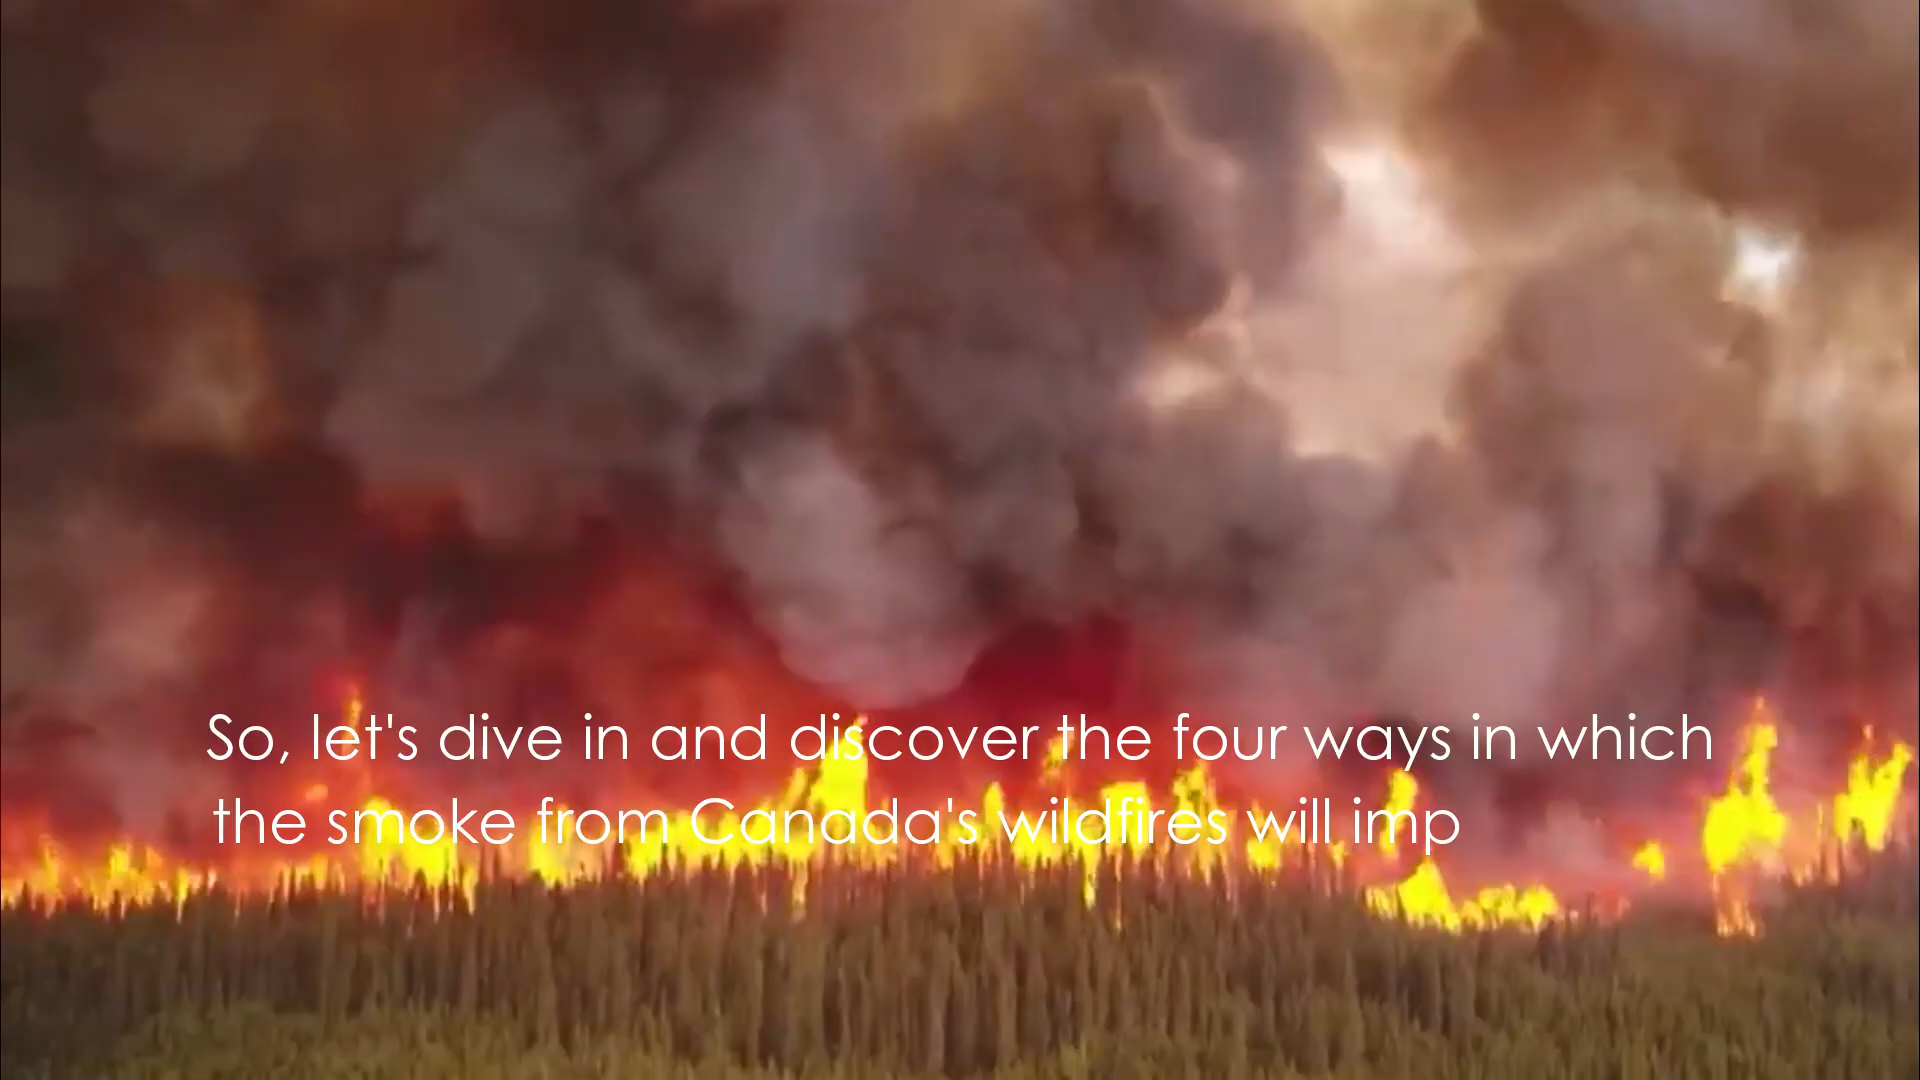 So, let's dive in and discover the four ways in which
the smoke from Canada's wildfires will imp